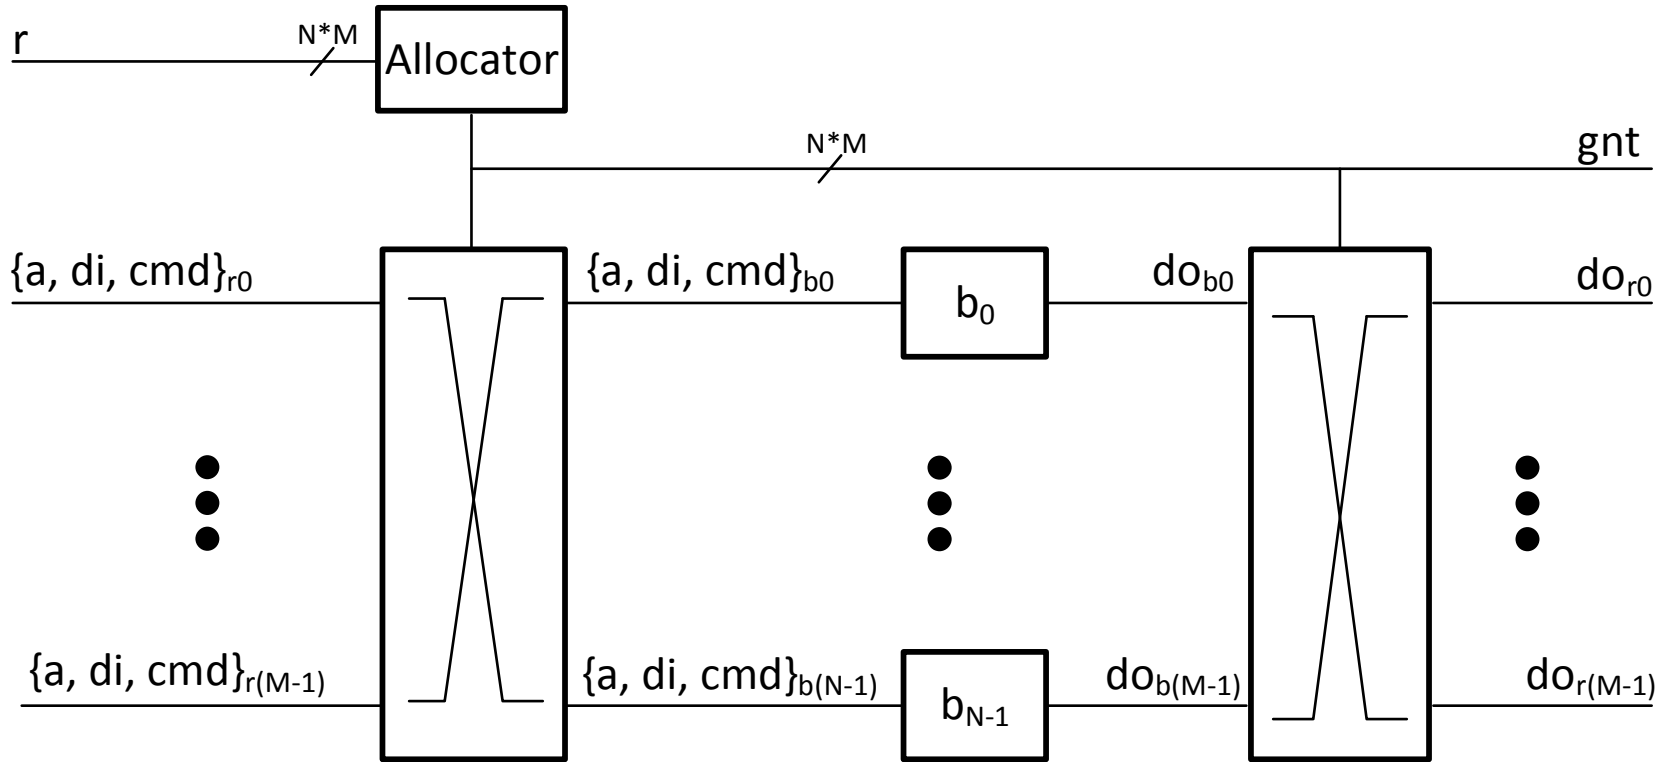 r
N*M
Allocator
N*M
gnt
{a, di, cmd}r0
{a, di, cmd}b0
b0
dob0
dor0
{a, di, cmd}r(M-1)
{a, di, cmd}b(N-1)
bN-1
dob(M-1)
dor(M-1)